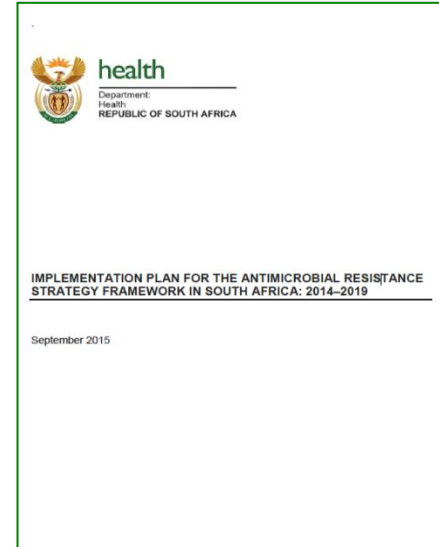 health
Department:
Health
REPUBLIC OF SOUTH AFRICA
IMPLEMENTATION PLAN FOR THE ANTIMICROBIAL RESISTANCE
STRATEGY FRAMEWORK IN SOUTH AFRICA: 2014–2019
September 2015